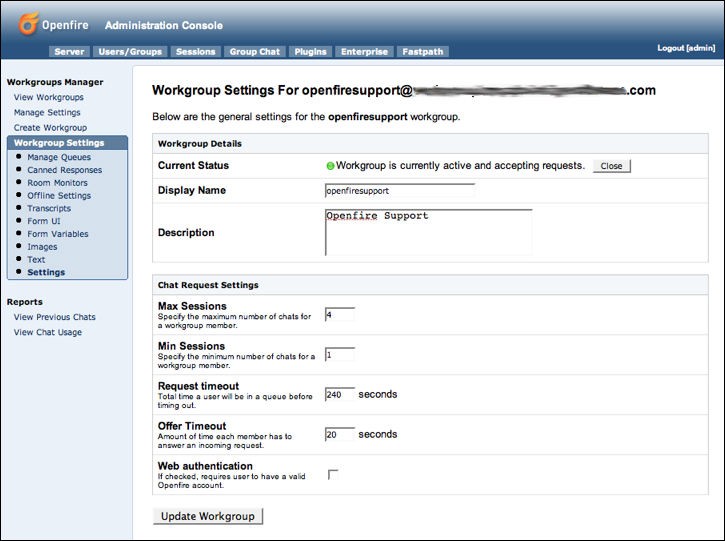 Openfire Administration Console
Server Users/Groups Sessions Group Chat Plugins Enterprise Fastpath
Logout [admin]
Workgroups Manager
View Workgroups
Manage Settings
Create Workgroup
Workgroup Settings
Manage Queues
Canned Responses
Room Monitors
Offline Settings
Transcripts
Form UI
Form Variables
Images
Text
Settings
Reports
View Previous Chats
View Chat Usage
Workgroup Settings For openfiresupport@ .com
Below are the general settings for the openfiresupport workgroup.
Workgroup Details
Current Status Workgroup is currently active and accepting requests. Close
Display Name openfiresupport
Description Openfire Support
Chat Request Settings
Max Sessions
Specify the maximum number of chats for
a workgroup member.
4
Min Sessions
Specify the minimum number of chats for a
workgroup member.
1
Request timeout
Total time a user will be in a queue before
timing out.
240 seconds
Offer Timeout
Amount of time each member has to
answer an incoming request.
20 seconds
Web authentication
If checked, requires user to have a valid
Openfire account.
Update Workgroup